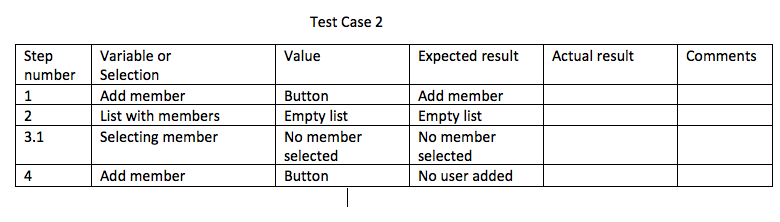 Test Case 2
Step number Variable or Selection Value Expected result Actual result Comments
1 Add member Button Add member
2 List with members Empty list Empty list
3.1 Selecting member No member selected No member selected
4 Add member Button No user added